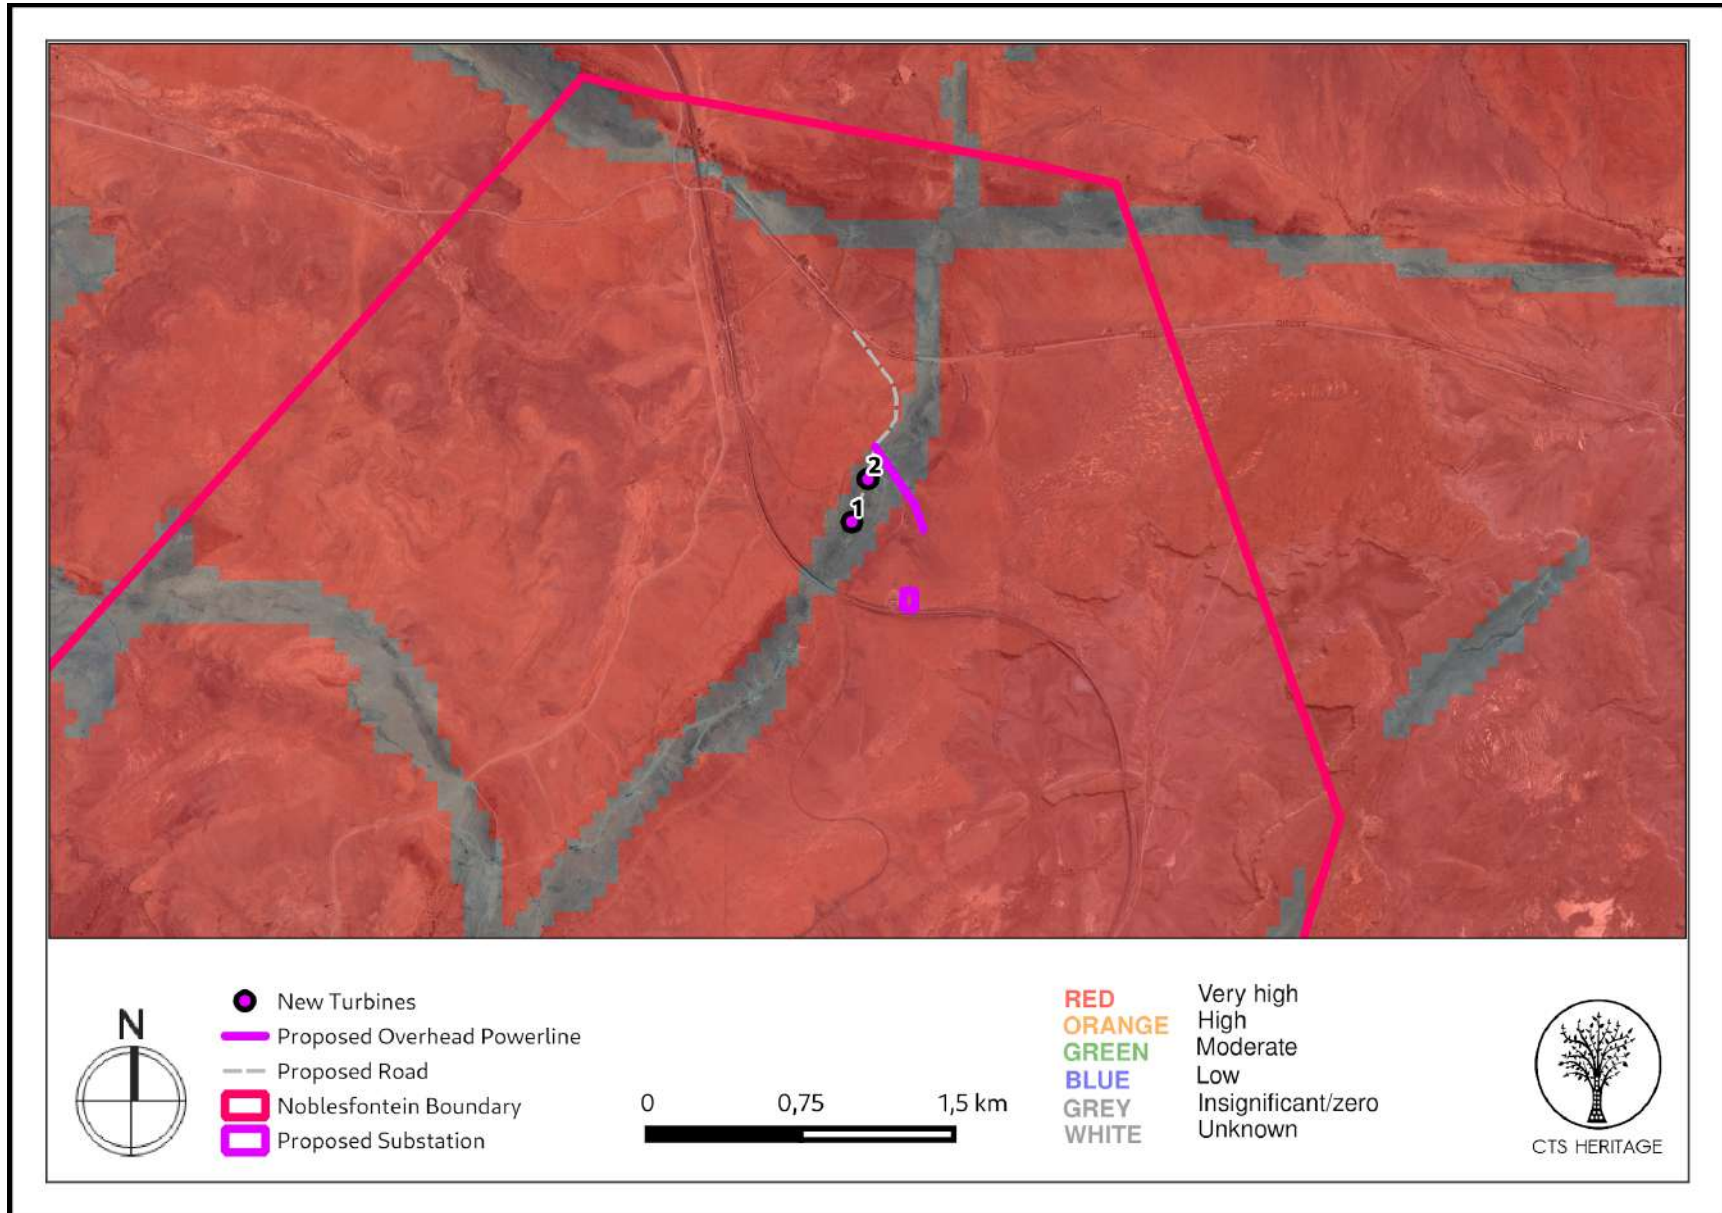 2
1
N
New Turbines
Proposed Overhead Powerline
Proposed Road
Noblesfontein Boundary
Proposed Substation
0 0,75 1,5 km
RED Very high
ORANGE High
GREEN Moderate
BLUE Low
GREY Insignificant/zero
WHITE Unknown
CTS HERITAGE